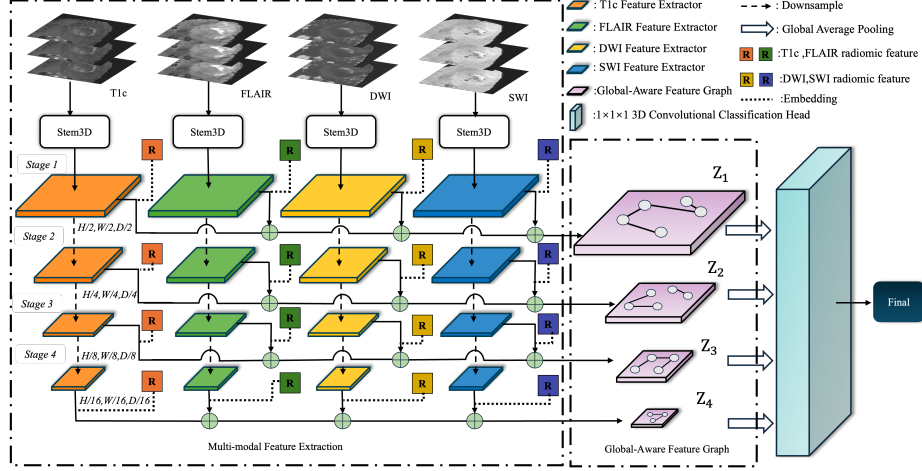 T1c
FLAIR
DWI
SWI
: T1c Feature Extractor
: FLAIR Feature Extractor
: DWI Feature Extractor
: SWI Feature Extractor
:Global-Aware Feature Graph
:1×1×1 3D Convolutional Classification Head
: Downsample
: Global Average Pooling
R R :T1c ,FLAIR radiomic feature
R R :DWI,SWI radiomic feature
:Embedding
Stem3D
Stem3D
Stem3D
Stem3D
R
R
R
R
Stage 1
H/2,W/2,D/2
Z1
Stage 2
R
R
R
R
H/4,W/4,D/4
Z2
Stage 3
R
R
R
R
H/8,W/8,D/8
Z3
Stage 4
R
R
R
R
H/16,W/16,D/16
Z4
Final
Multi-modal Feature Extraction
Global-Aware Feature Graph